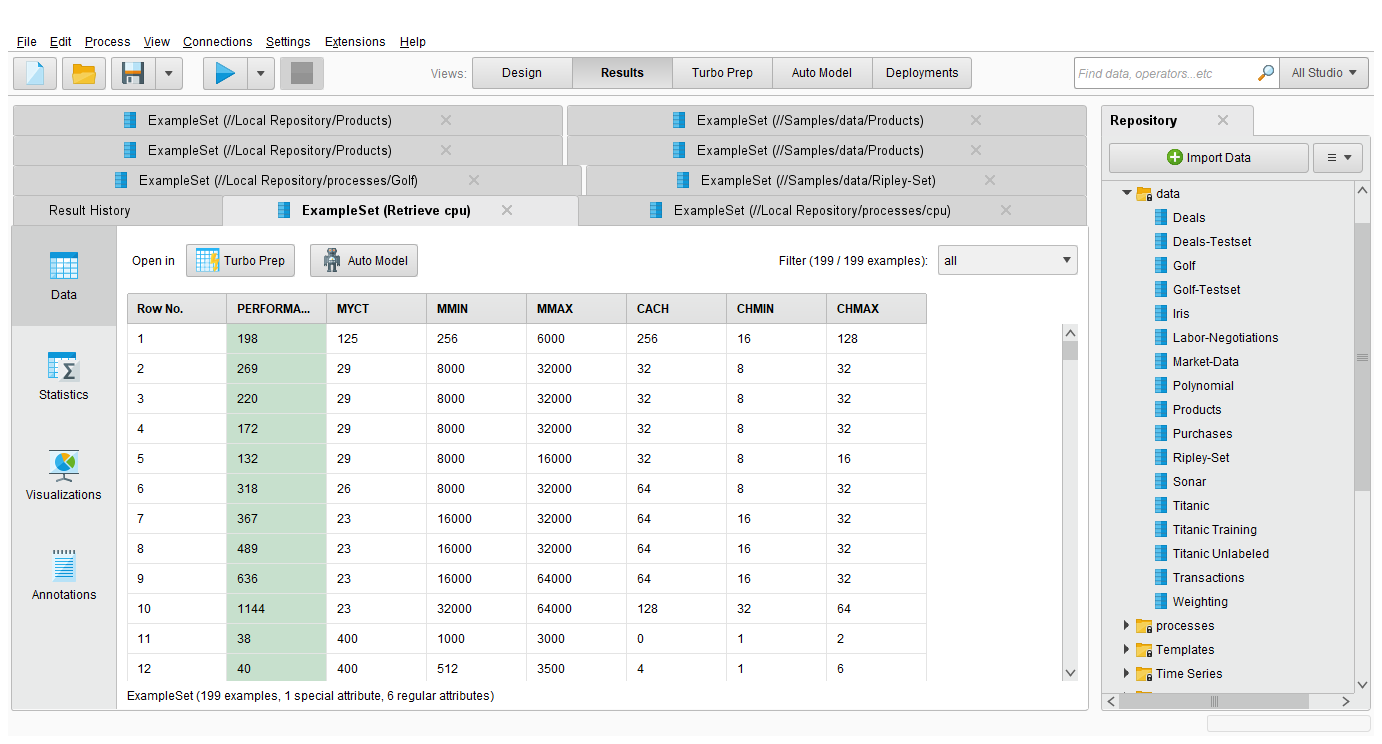 File Edit Process View Connections Settings Extensions Help
Views: Design Results Turbo Prep Auto Model Deployments Find data, operators...etc All Studio
ExampleSet (//Local Repository/Products) ExampleSet (//Samples/data/Products)
ExampleSet (//Local Repository/Products) ExampleSet (//Samples/data/Products)
ExampleSet (//Local Repository/processes/Golf) ExampleSet (//Samples/data/Ripley-Set)
Result History ExampleSet (Retrieve cpu) ExampleSet (//Local Repository/processes/cpu)
Data
Statistics
Visualizations
Annotations
Open in Turbo Prep Auto Model Filter (199 / 199 examples): all
Row No. PERFORMA... MYCT MMIN MMAX CACH CHMIN CHMAX
1 198 125 256 6000 256 16 128
2 269 29 8000 32000 32 8 32
3 220 29 8000 32000 32 8 32
4 172 29 8000 32000 32 8 32
5 132 29 8000 16000 32 8 16
6 318 26 8000 32000 64 8 32
7 367 23 16000 32000 64 16 32
8 489 23 16000 32000 64 16 32
9 636 23 16000 64000 64 16 32
10 1144 23 32000 64000 128 32 64
11 38 400 1000 3000 0 1 2
12 40 400 512 3500 4 1 6
ExampleSet (199 examples, 1 special attribute, 6 regular attributes)
Repository
Import Data
data
Deals
Deals-Testset
Golf
Golf-Testset
Iris
Labor-Negotiations
Market-Data
Polynomial
Products
Purchases
Ripley-Set
Sonar
Titanic
Titanic Training
Titanic Unlabeled
Transactions
Weighting
processes
Templates
Time Series